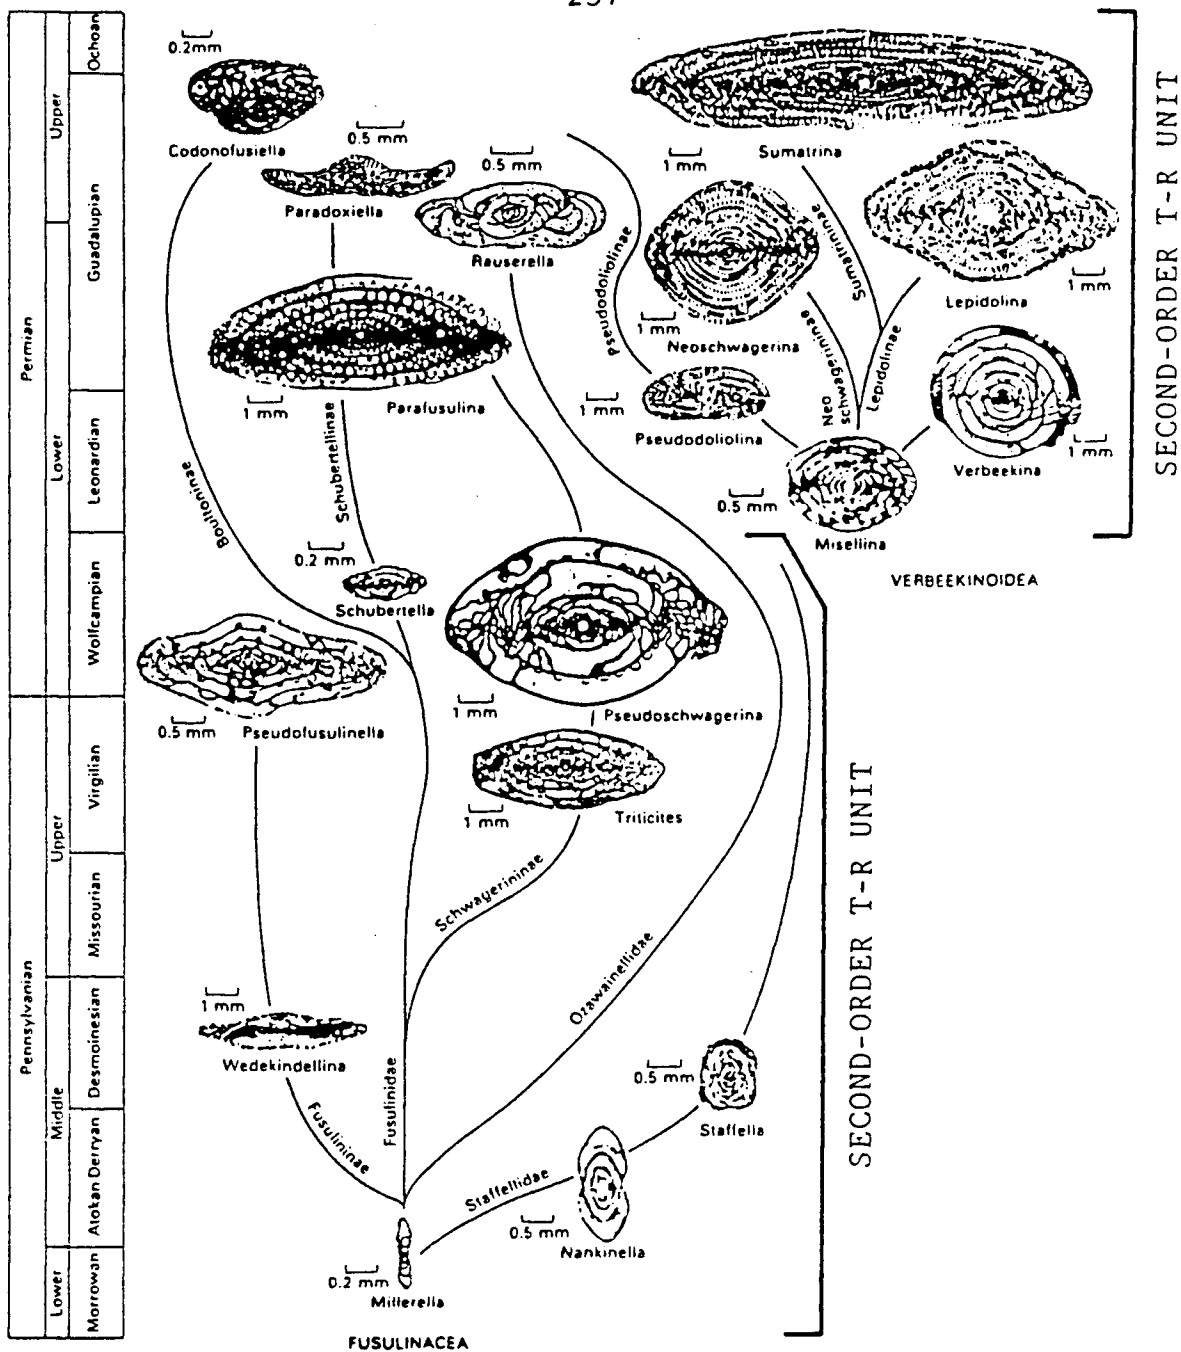 Ochoan
Upper
Guadalupian
Permian
Leonardian
Lower
Wolfcampian
Virgilian
Upper
Missourian
Pennsylvanian
Desmoinesian
Middle
Atokan Derryan
Lower
Morrowan
0.2mm
Codonofusiella
0.5 mm
Paradoxiella
0.5 mm
Rauserella
1 mm
Sumatrina
Pseudodoliolinae
1 mm
Neoschwagerina
Sumatrininae
Lepidolina
1 mm
1 mm
Parafusulina
1 mm
Pseudodoliolina
Neo
schwagerininae
Lepidolinae
Verbeekina
1 mm
Boultoninae
Schubertellinae
0.5 mm
Misellina
VERBEEKINOIDEA
0.2 mm
Schubertella
0.5 mm
Pseudofusulinella
1 mm
Pseudoschwagerina
1 mm
Triticites
Schwagerininae
Ozawainellidae
1 mm
Wedekindellina
Fusulininae
Fusulinidae
0.5 mm
Staffella
Staffellidae
0.5 mm
Nankinella
0.2 mm
Millerella
FUSULINACEA
SECOND-ORDER T-R UNIT
SECOND-ORDER T-R UNIT